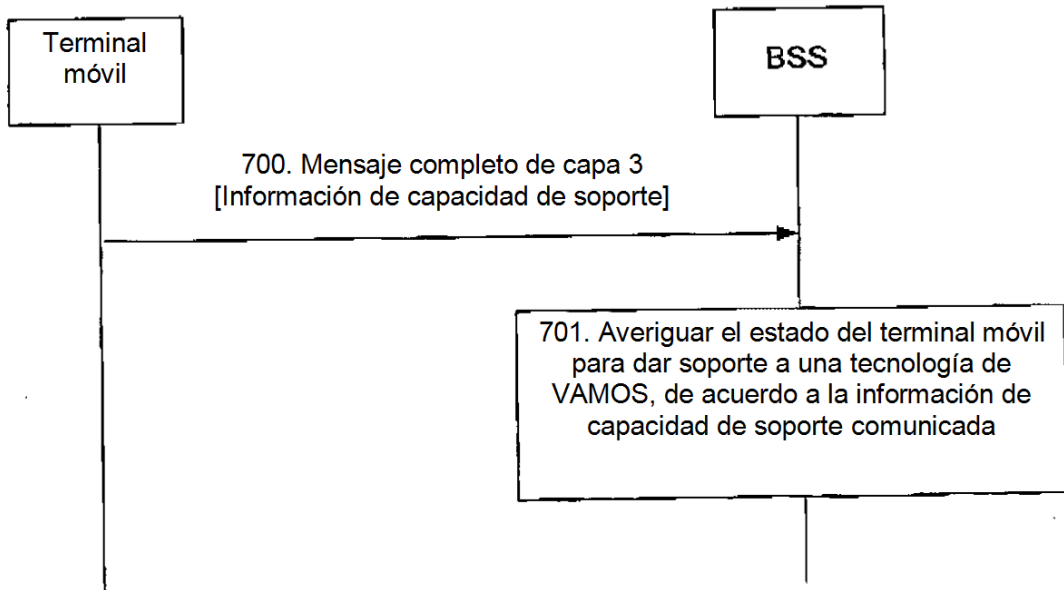 Terminal
móvil
BSS
700. Mensaje completo de capa 3
[Información de capacidad de soporte]
701. Averiguar el estado del terminal móvil
para dar soporte a una tecnología de
VAMOS, de acuerdo a la información de
capacidad de soporte comunicada